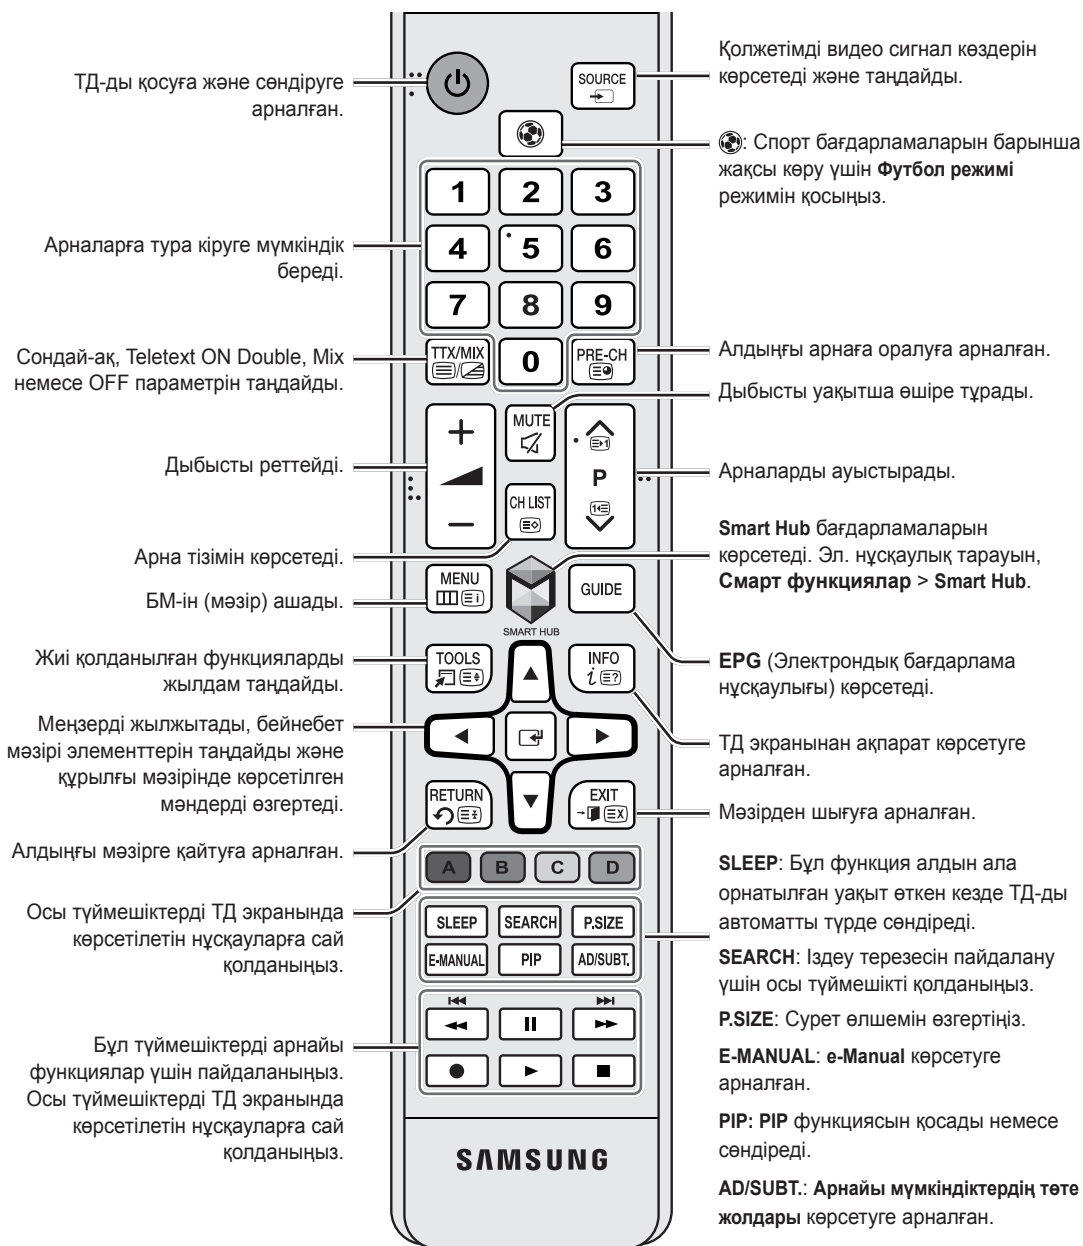 ТД-ды қосуға және сөндіруге
арналған.
Арналарға тура кіруге мүмкіндік
береді.
Сондай-ақ, Teletext ON Double, Mix
немесе OFF параметрін таңдайды.
Дыбысты реттейді.
Арна тізімін көрсетеді.
БМ-ін (мәзір) ашады.
Жиі қолданылған функцияларды
жылдам таңдайды.
Меңзерді жылжытады, бейнебет
мәзірі элементтерін таңдайды және
құрылғы мәзірінде көрсетілген
мәндерді өзгертеді.
Алдыңғы мәзірге қайтуға арналған.
Осы түймешіктерді ТД экранында
көрсетілетін нұсқауларға сай
қолданыңыз.
Бұл түймешіктерді арнайы
функциялар үшін пайдаланыңыз.
Осы түймешіктерді ТД экранында
көрсетілетін нұсқауларға сай
қолданыңыз.
SOURCE
1 2 3
4 5 6
7 8 9
TTX/MIX 0 PRE-CH
MUTE
P
CH LIST
MENU GUIDE
SMART HUB
TOOLS INFO
RETURN EXIT
A B C D
SLEEP SEARCH P.SIZE
E-MANUAL PIP AD/SUBT.
SAMSUNG
Қолжетімді видео сигнал көздерін
көрсетеді және таңдайды.
: Спорт бағдарламаларын барынша
жақсы көру үшін Футбол режимі
режимін қосыңыз.
Алдыңғы арнаға оралуға арналған.
Дыбысты уақытша өшіре тұрады.
Арналарды ауыстырады.
Smart Hub бағдарламаларын
көрсетеді. Эл. нұсқаулық тарауын,
Смарт функциялар > Smart Hub.
EPG (Электрондық бағдарлама
нұсқаулығы) көрсетеді.
ТД экранынан ақпарат көрсетуге
арналған.
Мәзірден шығуға арналған.
SLEEP: Бұл функция алдын ала
орнатылған уақыт өткен кезде ТД-ды
автоматты түрде сөндіреді.
SEARCH: Іздеу терезесін пайдалану
үшін осы түймешікті қолданыңыз.
P.SIZE: Сурет өлшемін өзгертіңіз.
E-MANUAL: e-Manual көрсетуге
арналған.
PIP: PIP функциясын қосады немесе
сөндіреді.
AD/SUBT.: Арнайы мүмкіндіктердің төте
жолдары көрсетуге арналған.